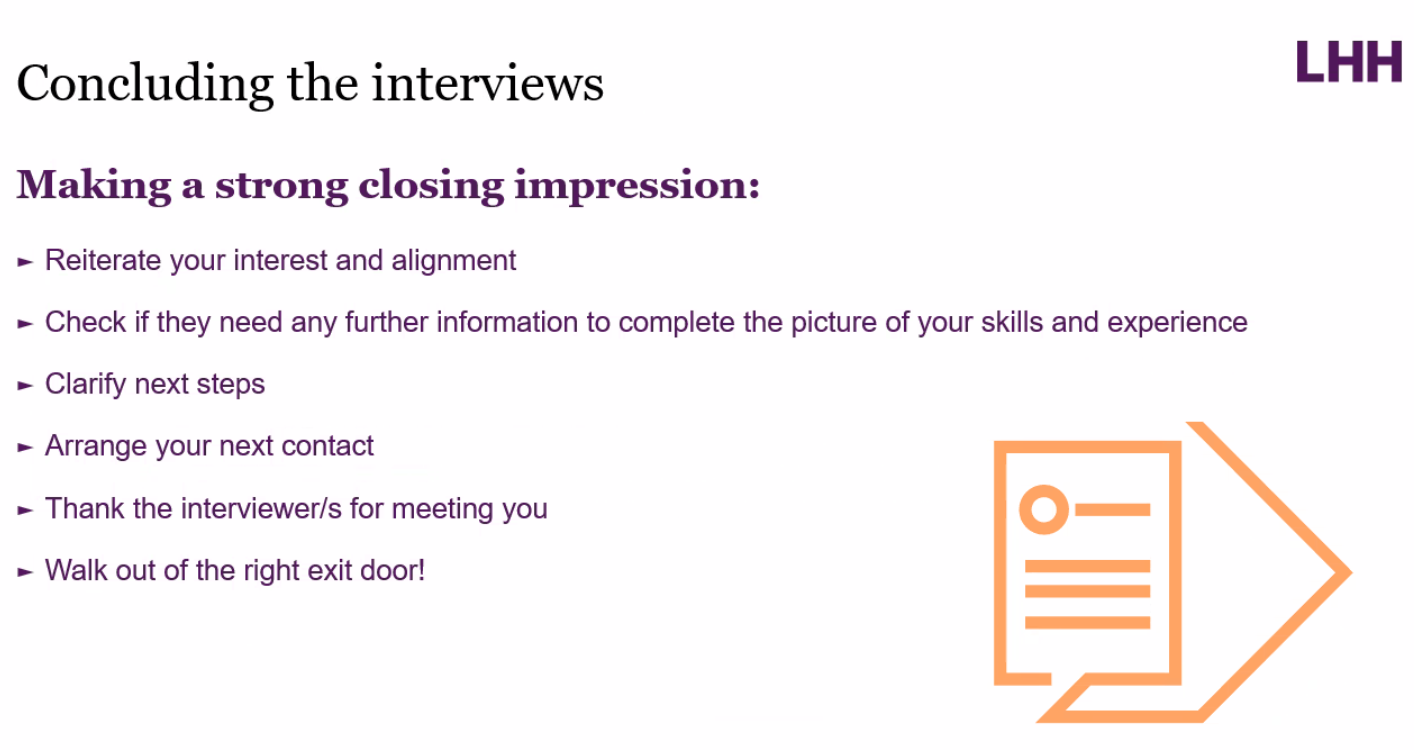 LHH
Concluding the interviews
Making a strong closing impression:
► Reiterate your interest and alignment
► Check if they need any further information to complete the picture of your skills and experience
► Clarify next steps
► Arrange your next contact
► Thank the interviewer/s for meeting you
► Walk out of the right exit door!